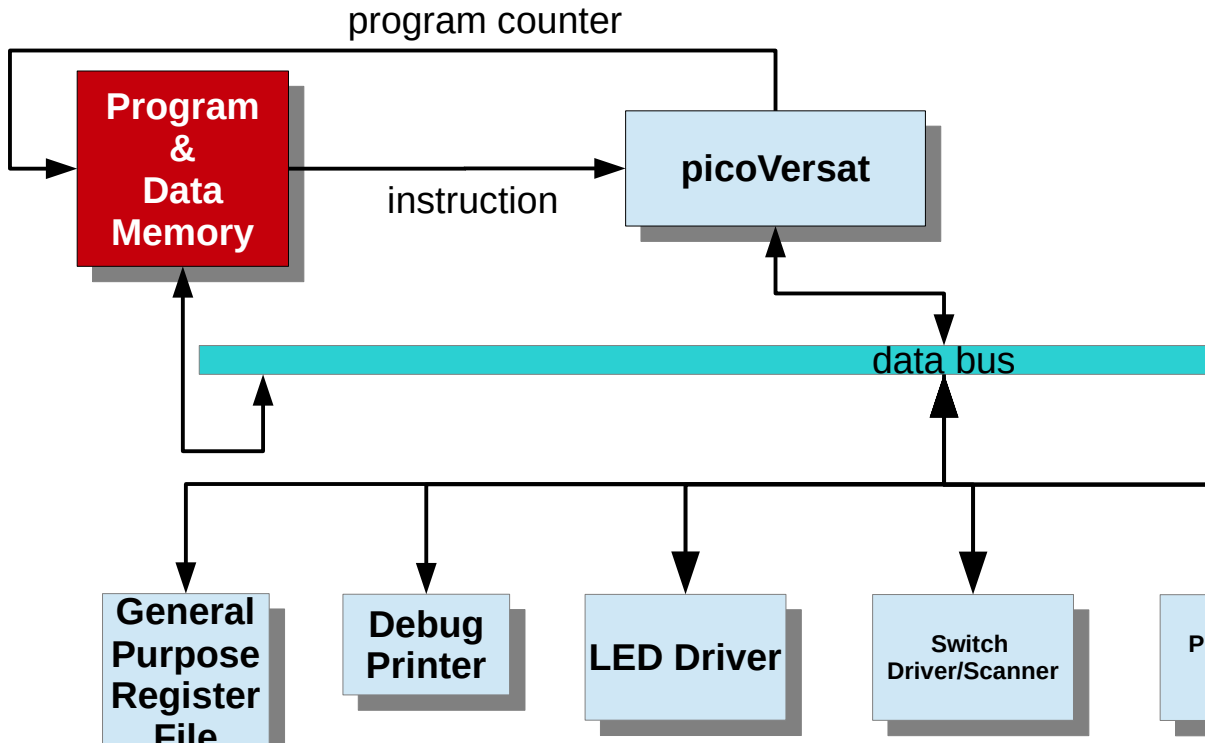 program counter
Program
&
Data
Memory
picoVersat
instruction
data bus
General
Purpose
Register
File
Debug
Printer
LED Driver
Switch
Driver/Scanner
P